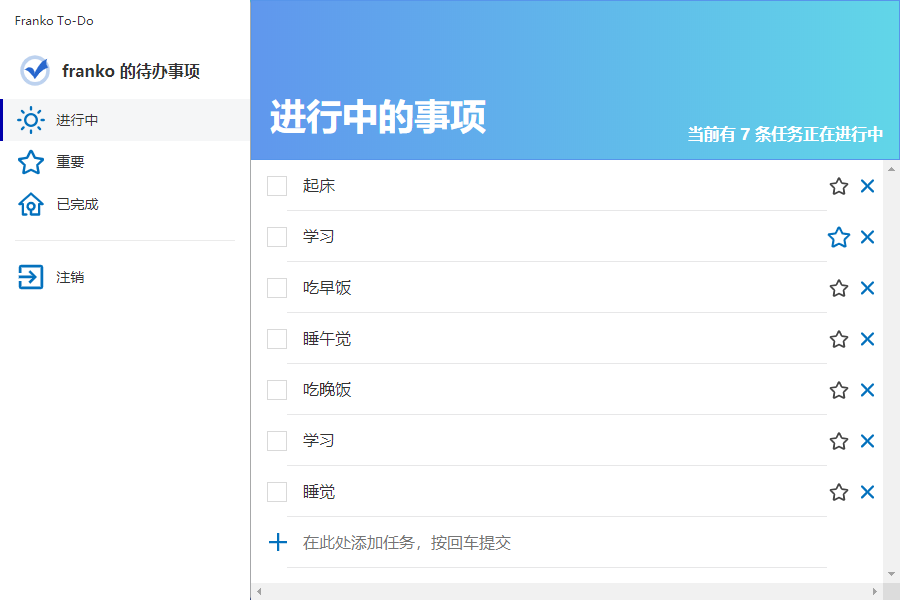 Franko To-Do
franko 的待办事项
进行中
重要
已完成
注销
进行中的事项
当前有 7 条任务正在进行中
起床
学习
吃早饭
睡午觉
吃晚饭
学习
睡觉
在此处添加任务，按回车提交